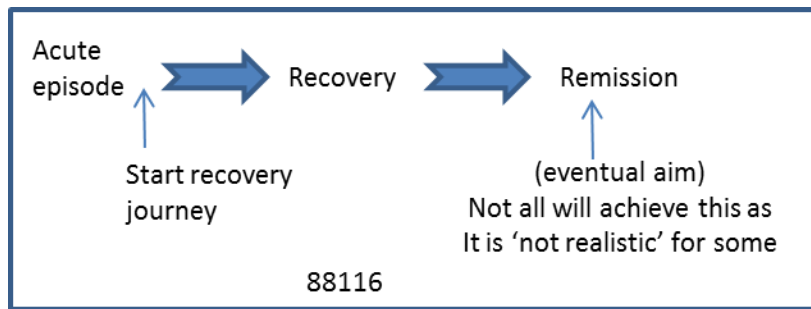 Acute
episode
Recovery
Remission
Start recovery
journey
(eventual aim)
Not all will achieve this as
It is ‘not realistic’ for some
88116